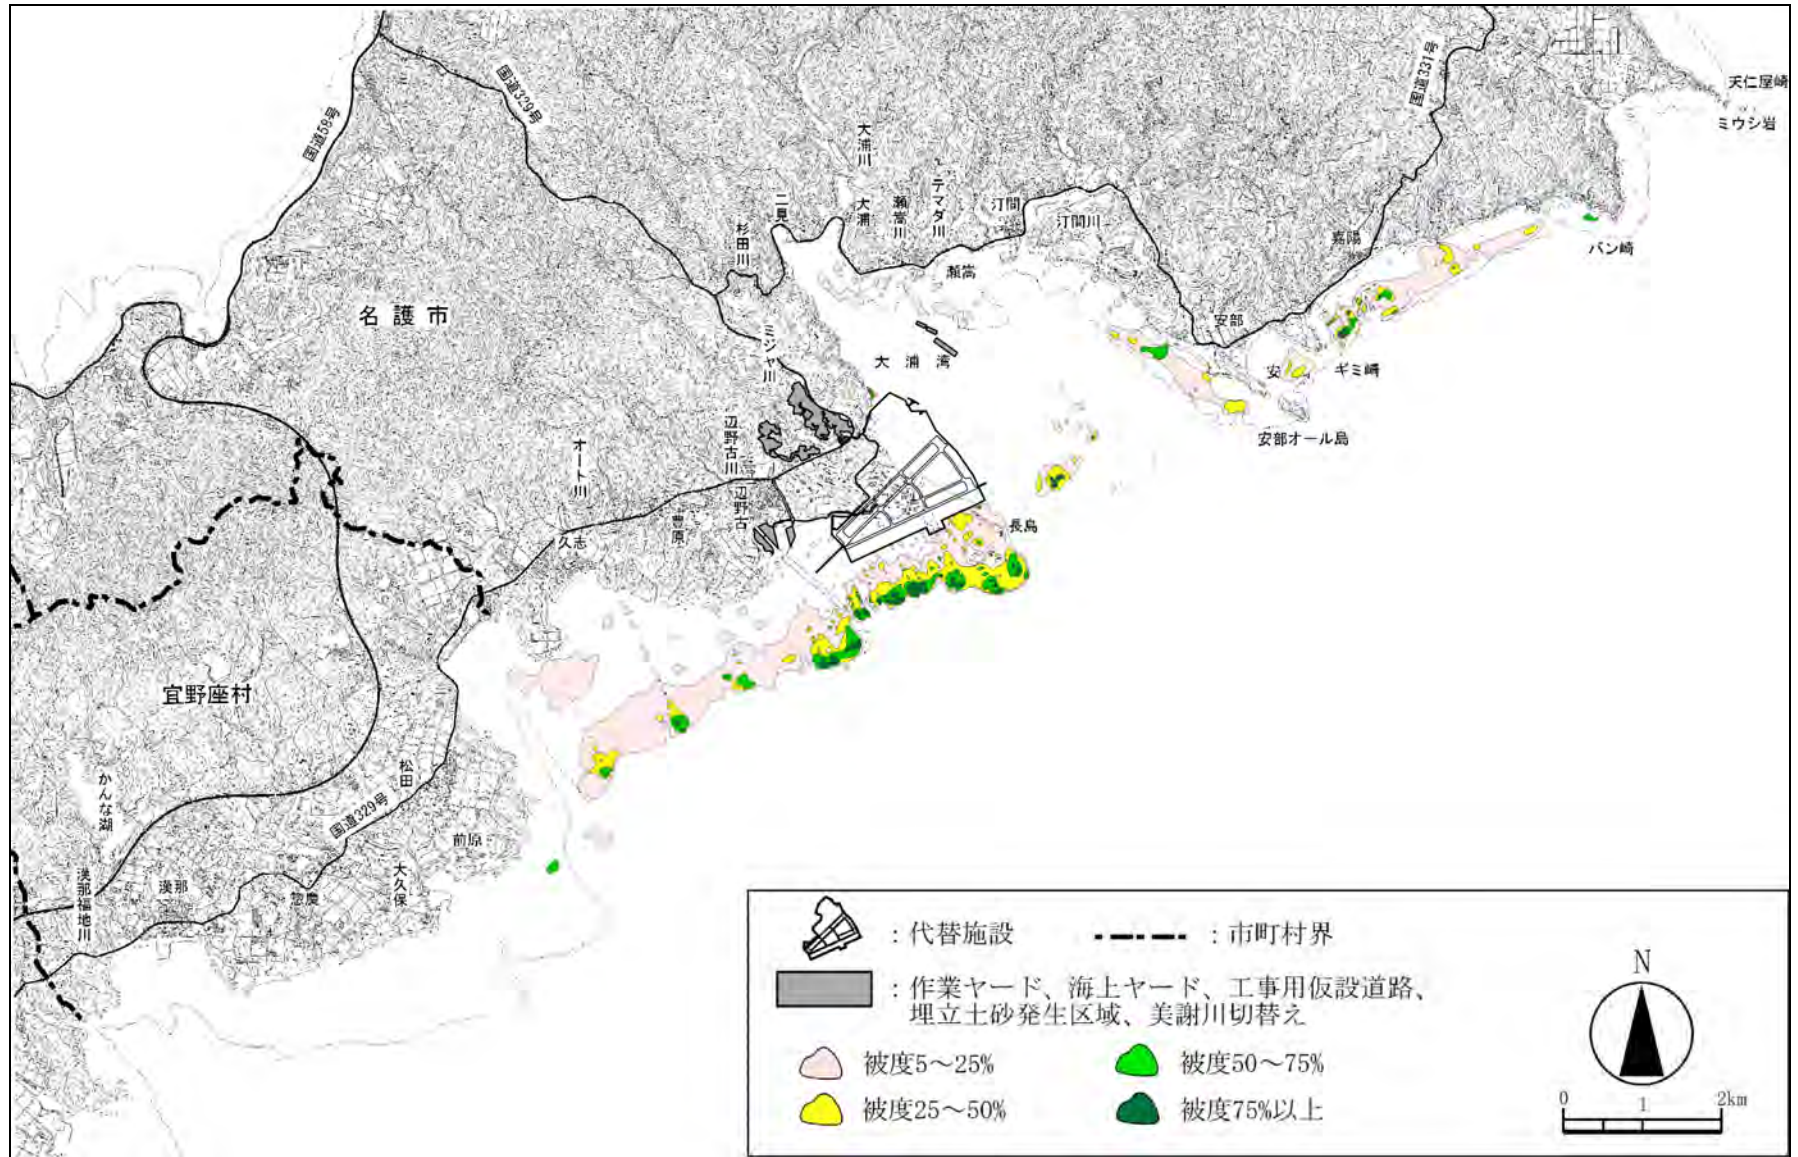 天仁屋崎
ミウシ岩
国道331号
国道329号
国道58号
大浦川
テマダ川
瀬嵩川
大浦
二見
杉田川
汀間
汀間川
嘉陽
バン崎
瀬嵩
名護市
ミジャ川
大浦湾
安部
安
ギミ崎
安部オール島
辺野古川
オート川
辺野古
豊原
久志
長島
宜野座村
松田
かんな湖
国道329号
前原
大久保
惣慶
漢那
漢那福地川
:代替施設
:市町村界
:作業ヤード、海上ヤード、工事用仮設道路、
埋立土砂発生区域、美謝川切替え
被度5～25%
被度50～75%
被度25～50%
被度75%以上
N
0 1 2km